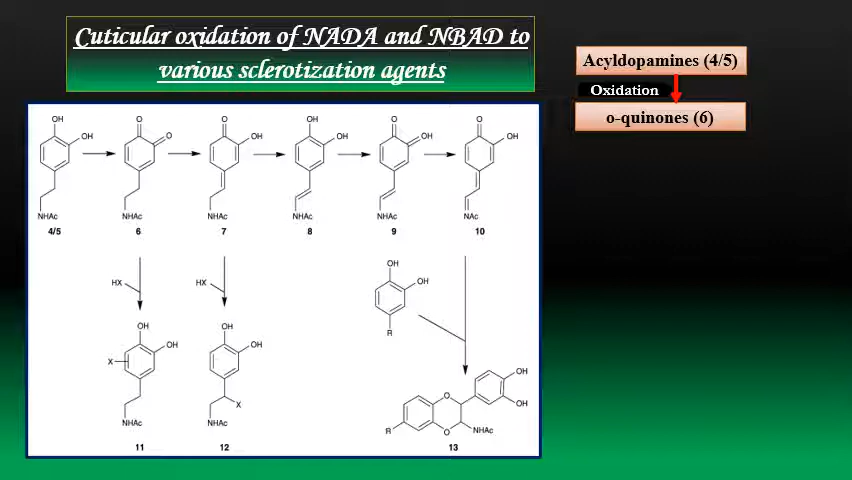 Cuticular oxidation of NADA and NBAD to
various sclerotization agents
Acyldopamines (4/5)
Oxidation
o-quinones (6)
OH
OH
NHAc
4/5
O
O
NHAc
6
O
OH
NHAc
7
OH
OH
NHAc
8
O
OH
NHAc
9
O
OH
NAc
10
HX
HX
OH
OH
R
OH
OH
X
NHAc
11
OH
OH
X
NHAc
12
OH
OH
O
O
NHAc
R
13